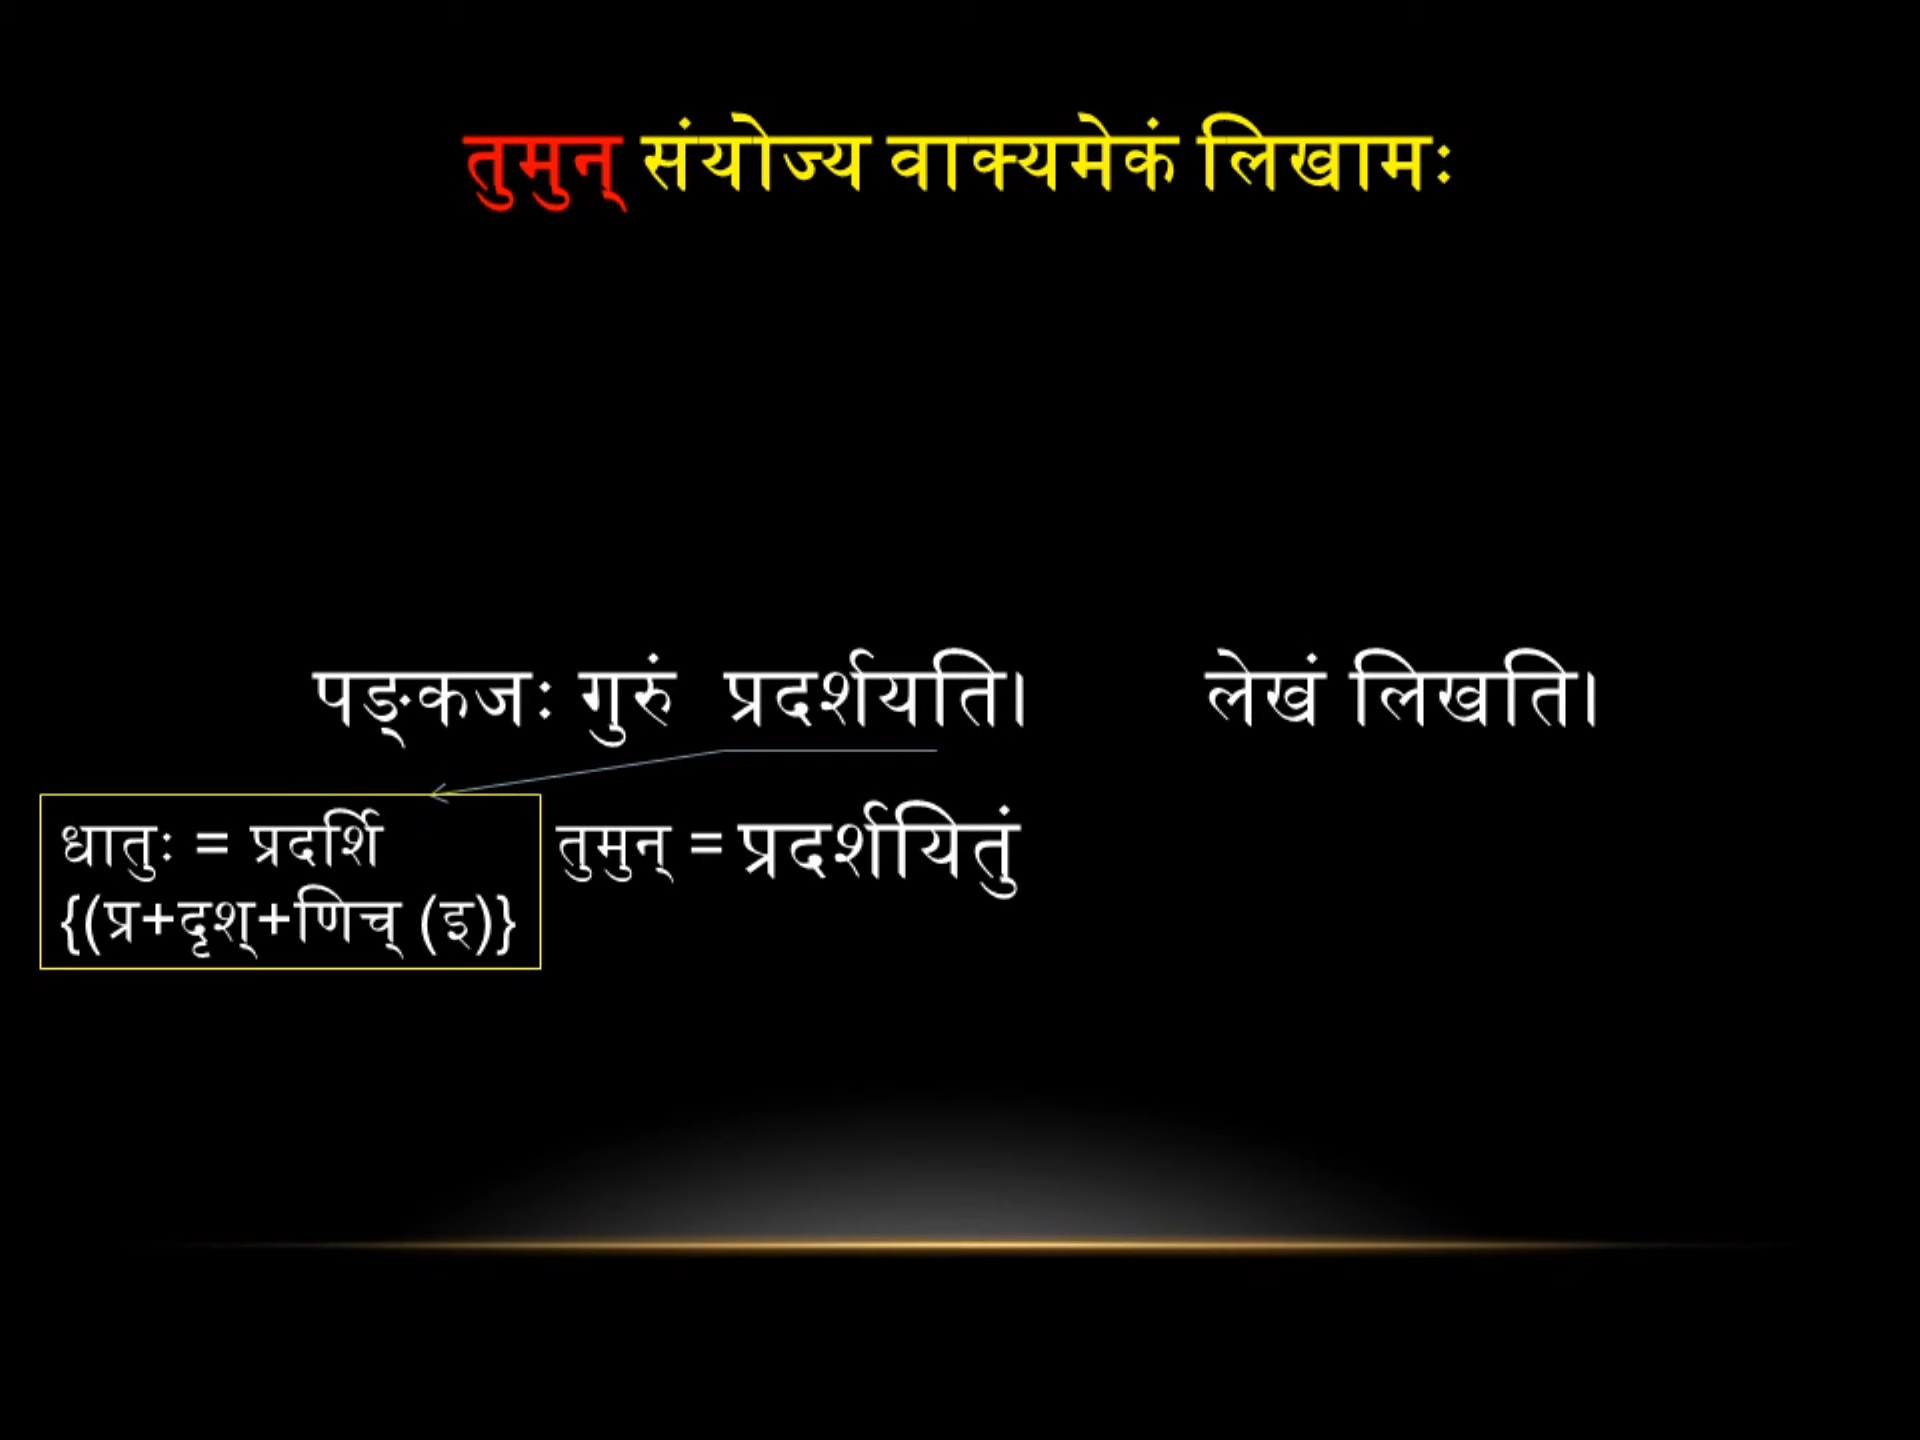 तुमुन् संयोज्य वाक्यमेकं लिखामः
पङ्कजः गुरुं प्रदर्शयति। लेखं लिखति।
धातुः = प्रदर्शि
{(प्र+दृश्+णिच् (इ)}
तुमुन् = प्रदर्शयितुं